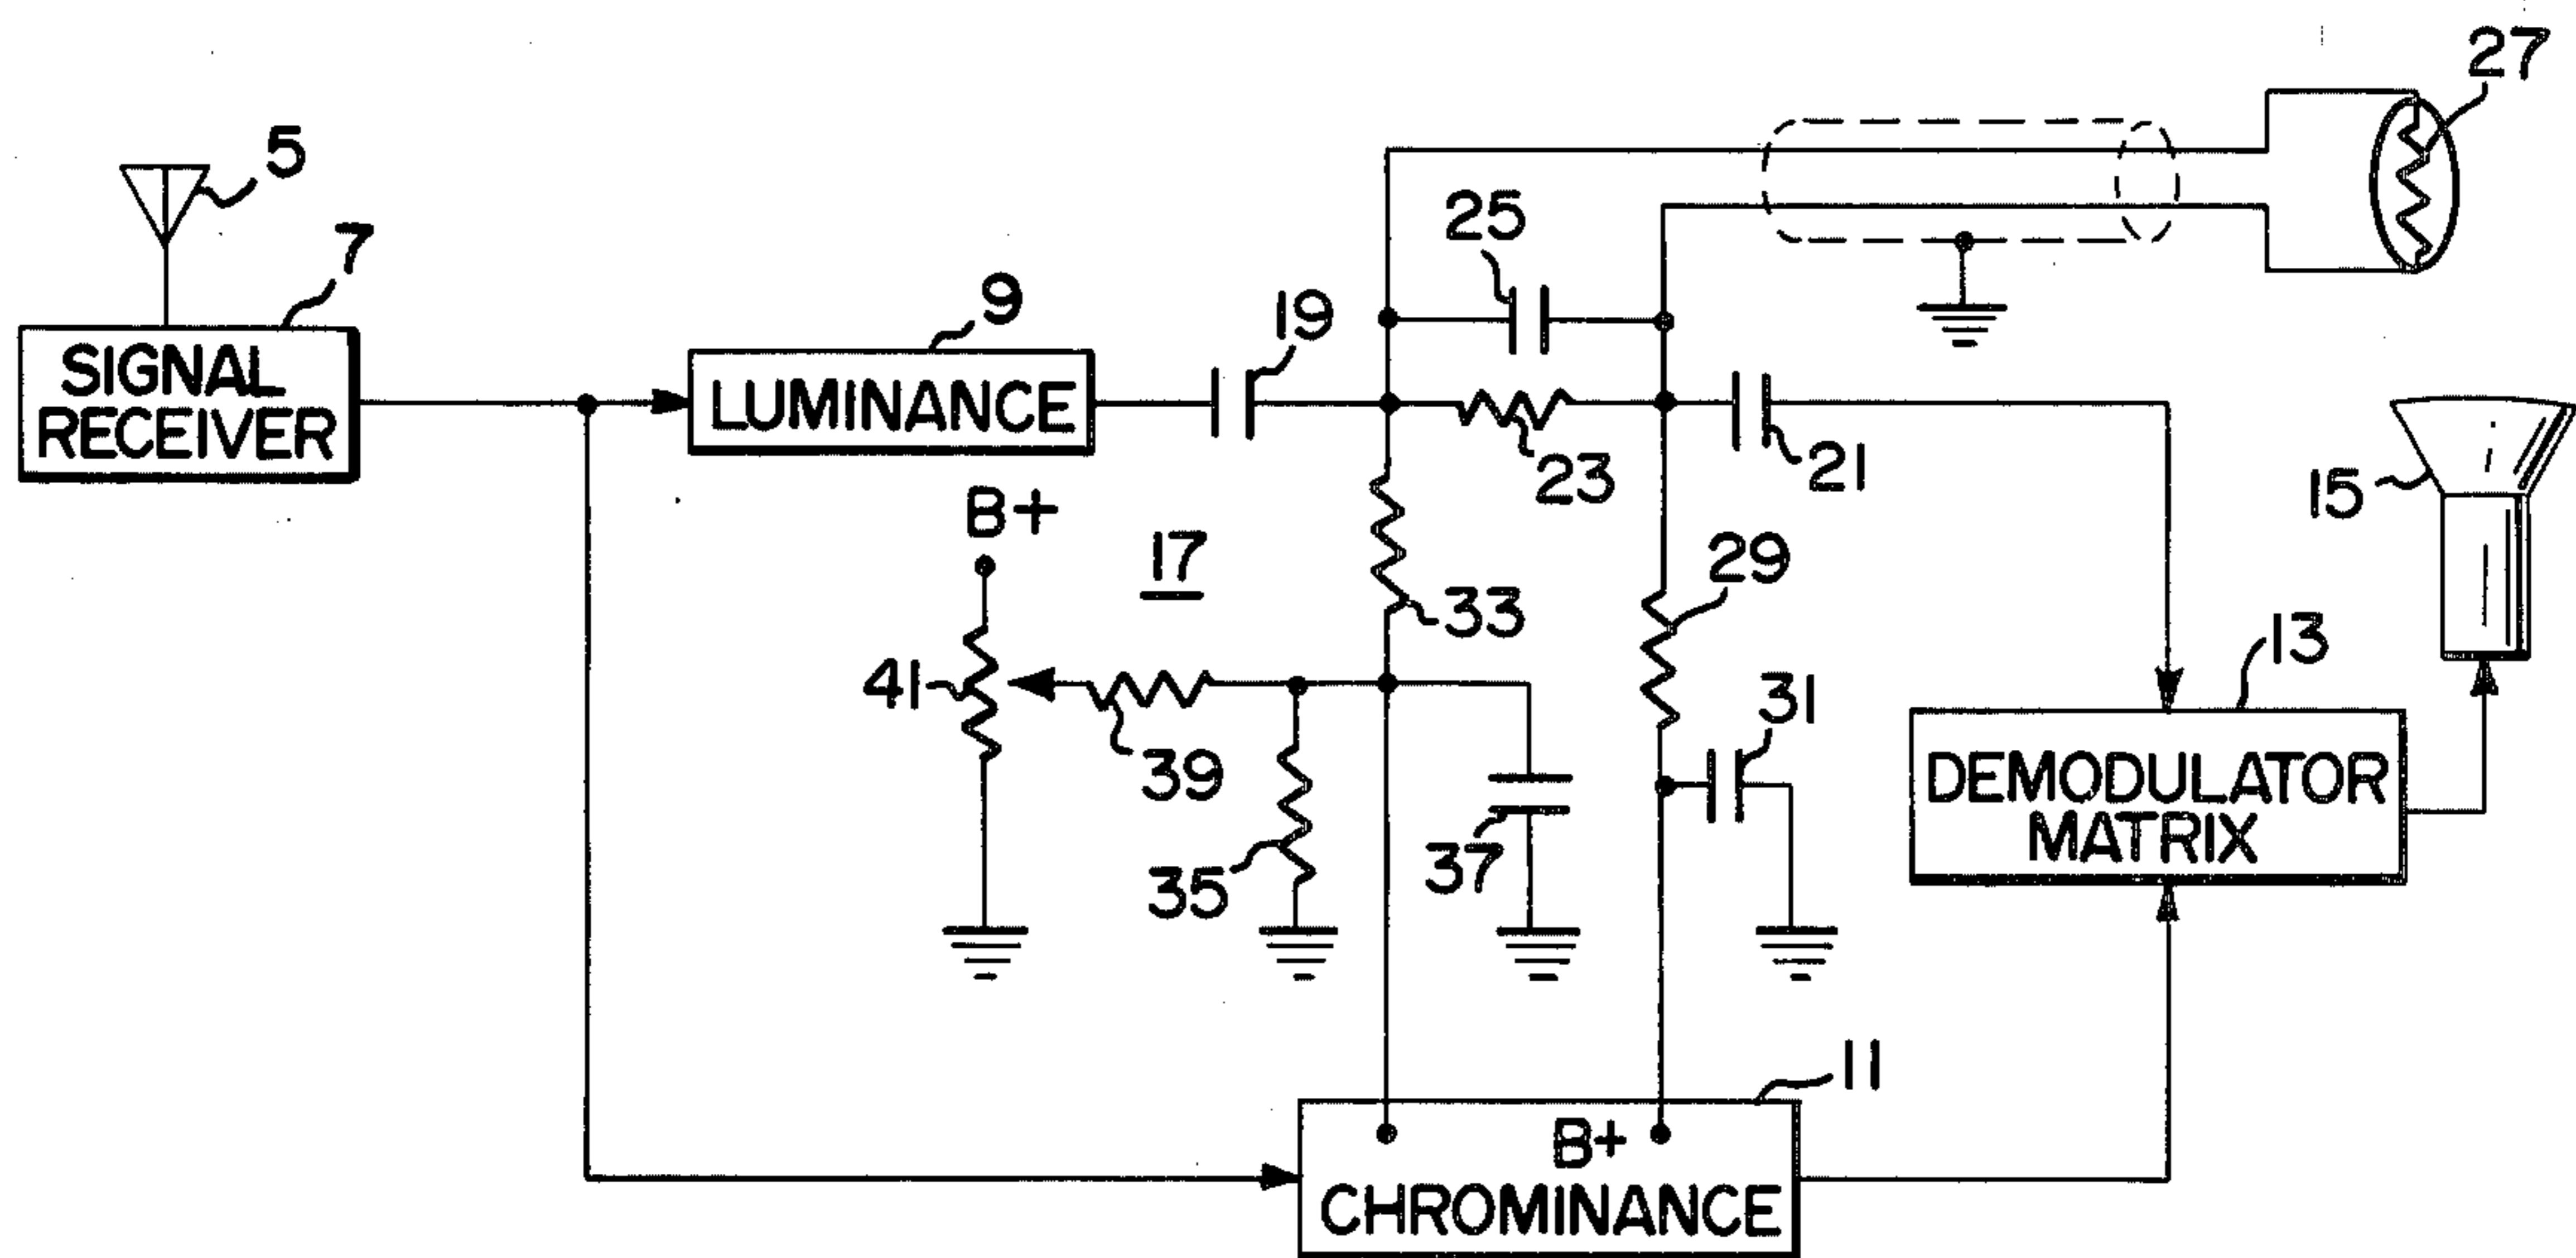 27
5
7
25
9
19
SIGNAL
RECEIVER
LUMINANCE
23
21
15
B+
17
29
33
41
13
31
39
DEMODULATOR
MATRIX
35
37
11
B+
CHROMINANCE